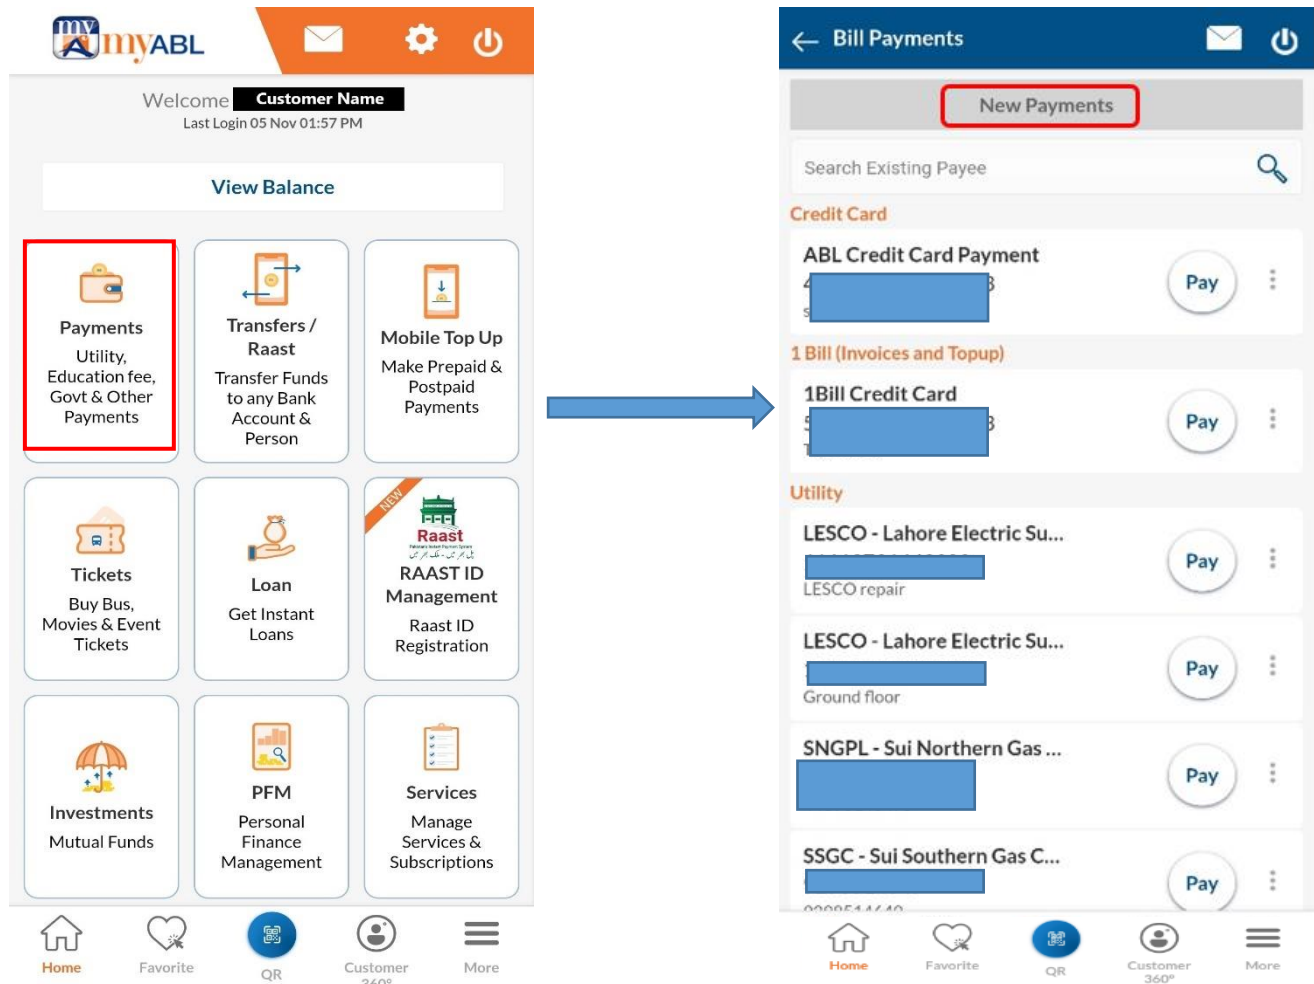 my
myABL
Welcome Customer Name
Last Login 05 Nov 01:57 PM
View Balance
Payments
Utility,
Education fee,
Govt & Other
Payments
Transfers /
Raast
Transfer Funds
to any Bank
Account &
Person
Mobile Top Up
Make Prepaid &
Postpaid
Payments
Tickets
Buy Bus,
Movies & Event
Tickets
Loan
Get Instant
Loans
NEW
Raast
RAAST ID
Management
Raast ID
Registration
Investments
Mutual Funds
PFM
Personal
Finance
Management
Services
Manage
Services &
Subscriptions
Home
Favorite
QR
Customer
360°
More
Bill Payments
New Payments
Search Existing Payee
Credit Card
ABL Credit Card Payment
Pay
1 Bill (Invoices and Topup)
1Bill Credit Card
Pay
Utility
LESCO - Lahore Electric Su...
LESCO repair
Pay
LESCO - Lahore Electric Su...
Ground floor
Pay
SNGPL - Sui Northern Gas ...
Pay
SSGC - Sui Southern Gas C...
Pay
Home
Favorite
QR
Customer
360°
More